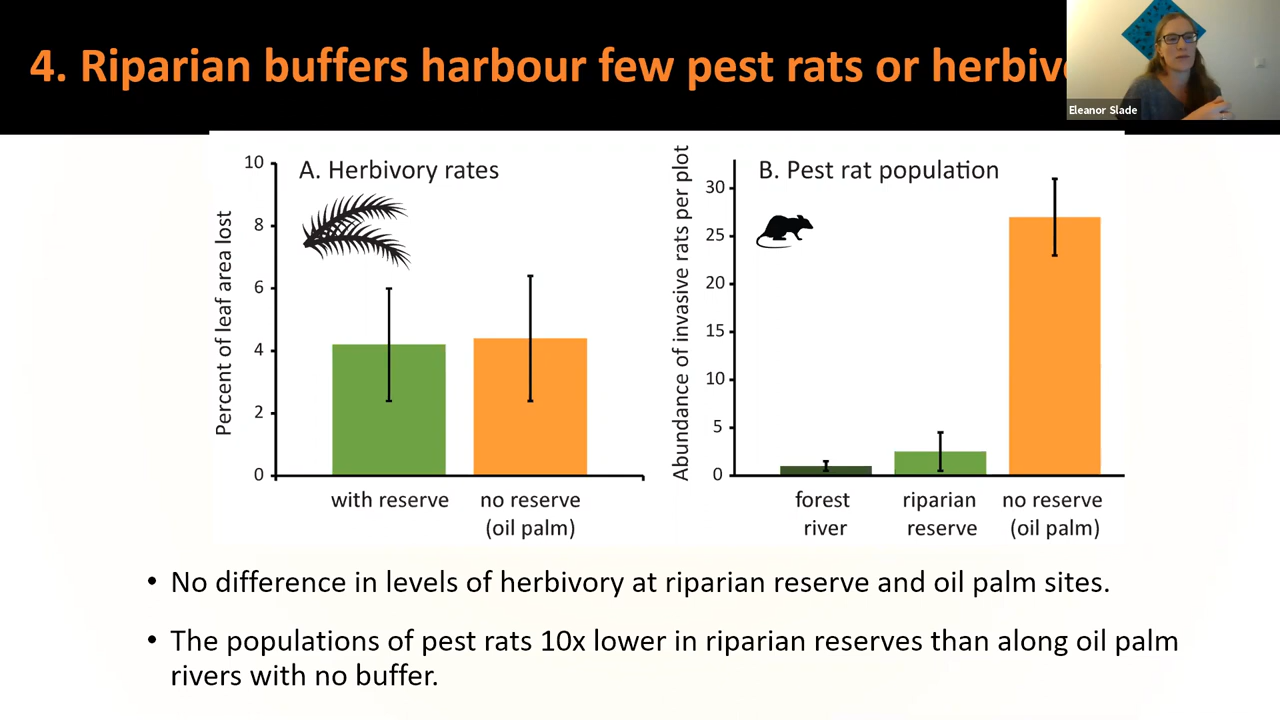 4. Riparian buffers harbour few pest rats or
Eleanor Slade
A. Herbivory rates
Percent of leaf area lost
10
8
6
4
2
0
with reserve
no reserve
(oil palm)
B. Pest rat population
Abundance of invasive rats per plot
30
25
20
15
10
5
0
forest
river
riparian
reserve
no reserve
(oil palm)
• No difference in levels of herbivory at riparian reserve and oil palm sites.
• The populations of pest rats 10x lower in riparian reserves than along oil palm
rivers with no buffer.